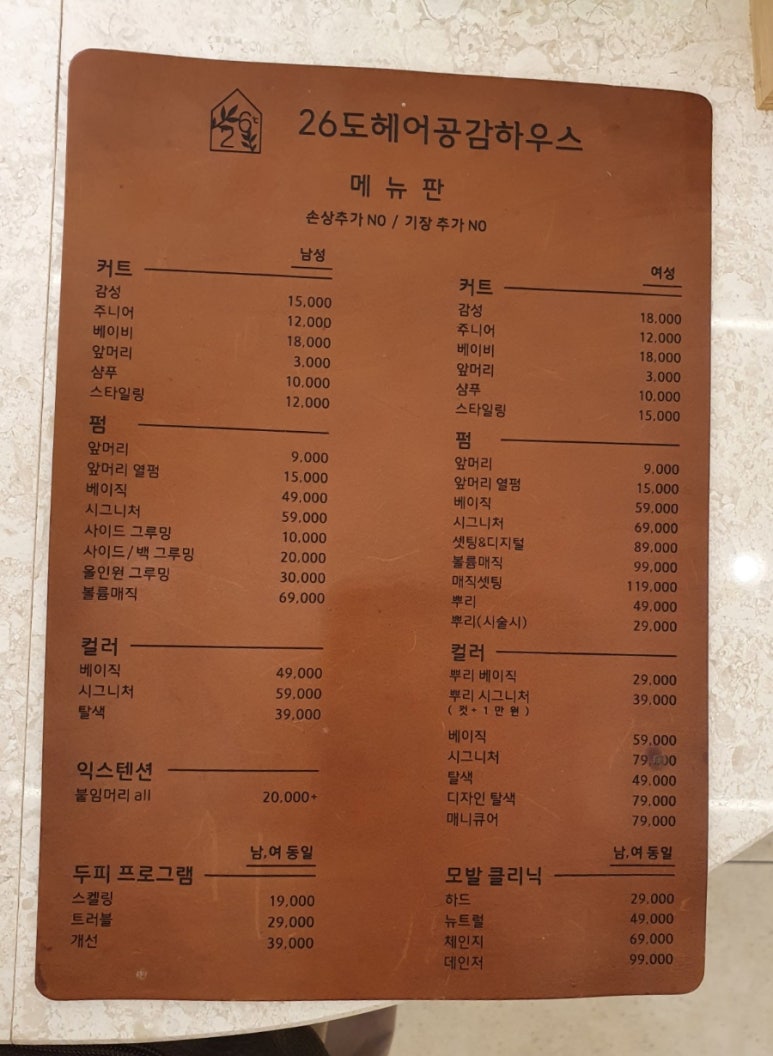 26℃
26도헤어공감하우스
메뉴판
손상추가 NO / 기장 추가 NO
남성
커트
감성 15.000
주니어 12.000
베이비 18.000
앞머리 3.000
샴푸 10.000
스타일링 12.000
펌
앞머리 9.000
앞머리 열펌 15.000
베이직 49.000
시그니처 59.000
사이드 그루밍 10.000
사이드/백 그루밍 20,000
올인원 그루밍 30,000
볼륨매직 69,000
컬러
베이직 49,000
시그니처 59,000
탈색 39,000
익스텐션
붙임머리 all 20,000+
남,여 동일
두피 프로그램
스켈링 19,000
트러블 29,000
개선 39,000
여성
커트
감성 18.000
주니어 12.000
베이비 18.000
앞머리 3.000
샴푸 10.000
스타일링 15.000
펌
앞머리 9.000
앞머리 열펌 15.000
베이직 59.000
시그니처 69.000
셋팅&디지털 89.000
볼륨매직 99.000
매직셋팅 119.000
뿌리 49.000
뿌리(시술시) 29.000
컬러
뿌리 베이직 29,000
뿌리 시그니처 39,000
( 컷+ 1 만 원 )
베이직 59,000
시그니처
탈색 49.000
디자인 탈색 79,000
매니큐어 79,000
남,여 동일
모발 클리닉
하드 29.000
뉴트럴 49.000
체인지 69.000
데인저 99.000